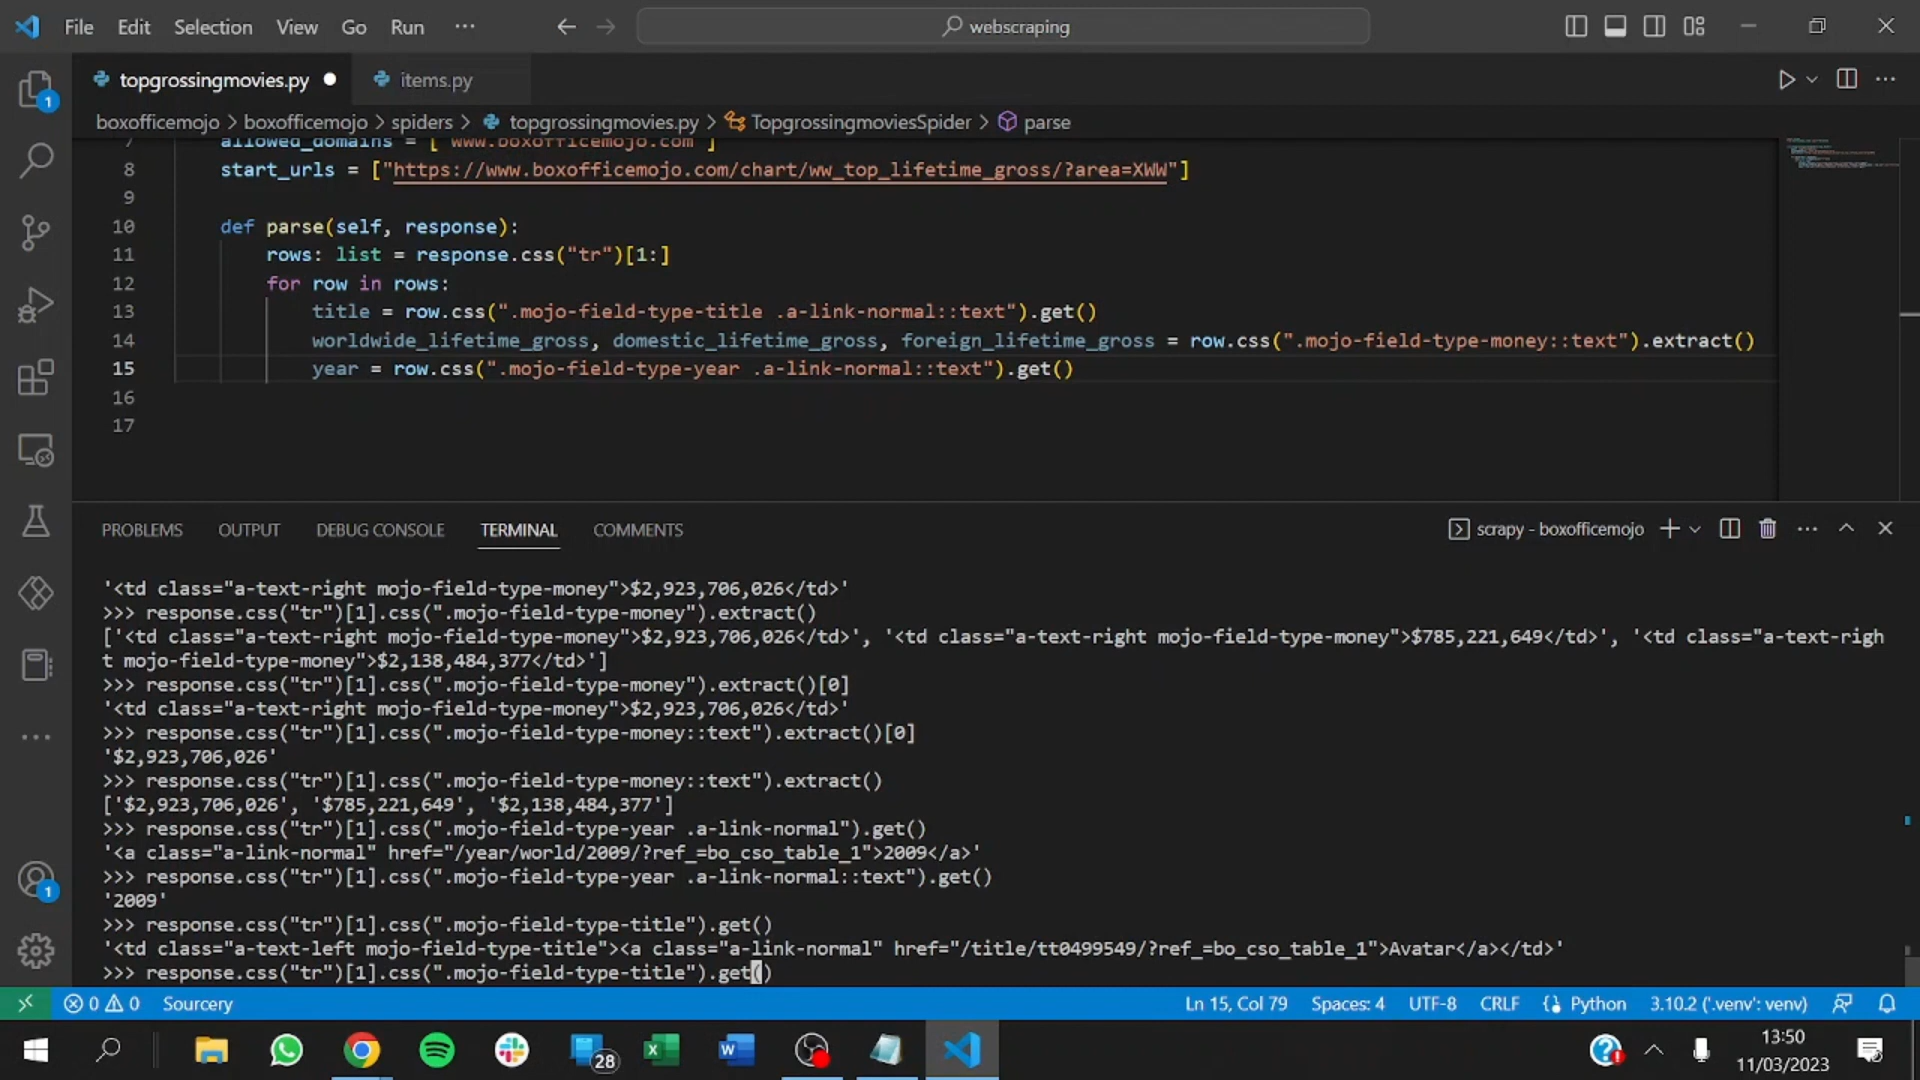 File Edit Selection View Go Run ··· webscraping
topgrossingmovies.py items.py
boxofficemojo > boxofficemojo > spiders > topgrossingmovies.py > TopgrossingmoviesSpider > parse
7 allowed_domains = ["www.boxofficemojo.com"]
8 start_urls = ["https://www.boxofficemojo.com/chart/ww_top_lifetime_gross/?area=XWW"]
9
10 def parse(self, response):
11 rows: list = response.css("tr")[1:]
12 for row in rows:
13 title = row.css(".mojo-field-type-title .a-link-normal::text").get()
14 worldwide_lifetime_gross, domestic_lifetime_gross, foreign_lifetime_gross = row.css(".mojo-field-type-money::text").extract()
15 year = row.css(".mojo-field-type-year .a-link-normal::text").get()
16
17
1
PROBLEMS OUTPUT DEBUG CONSOLE TERMINAL COMMENTS scrapy - boxofficemojo
'<td class="a-text-right mojo-field-type-money">$2,923,706,026</td>'
>>> response.css("tr")[1].css(".mojo-field-type-money").extract()
['<td class="a-text-right mojo-field-type-money">$2,923,706,026</td>', '<td class="a-text-right mojo-field-type-money">$785,221,649</td>', '<td class="a-text-righ
t mojo-field-type-money">$2,138,484,377</td>']
>>> response.css("tr")[1].css(".mojo-field-type-money").extract()[0]
'<td class="a-text-right mojo-field-type-money">$2,923,706,026</td>'
>>> response.css("tr")[1].css(".mojo-field-type-money::text").extract()[0]
'$2,923,706,026'
>>> response.css("tr")[1].css(".mojo-field-type-money::text").extract()
['$2,923,706,026', '$785,221,649', '$2,138,484,377']
>>> response.css("tr")[1].css(".mojo-field-type-year .a-link-normal").get()
'<a class="a-link-normal" href="/year/world/2009/?ref_=bo_cso_table_1">2009</a>'
>>> response.css("tr")[1].css(".mojo-field-type-year .a-link-normal::text").get()
'2009'
>>> response.css("tr")[1].css(".mojo-field-type-title").get()
'<td class="a-text-left mojo-field-type-title"><a class="a-link-normal" href="/title/tt0499549/?ref_=bo_cso_table_1">Avatar</a></td>'
>>> response.css("tr")[1].css(".mojo-field-type-title").get()
1
0 0 Sourcery Ln 15, Col 79 Spaces: 4 UTF-8 CRLF Python 3.10.2 ('.venv': venv)
28 13:50
11/03/2023